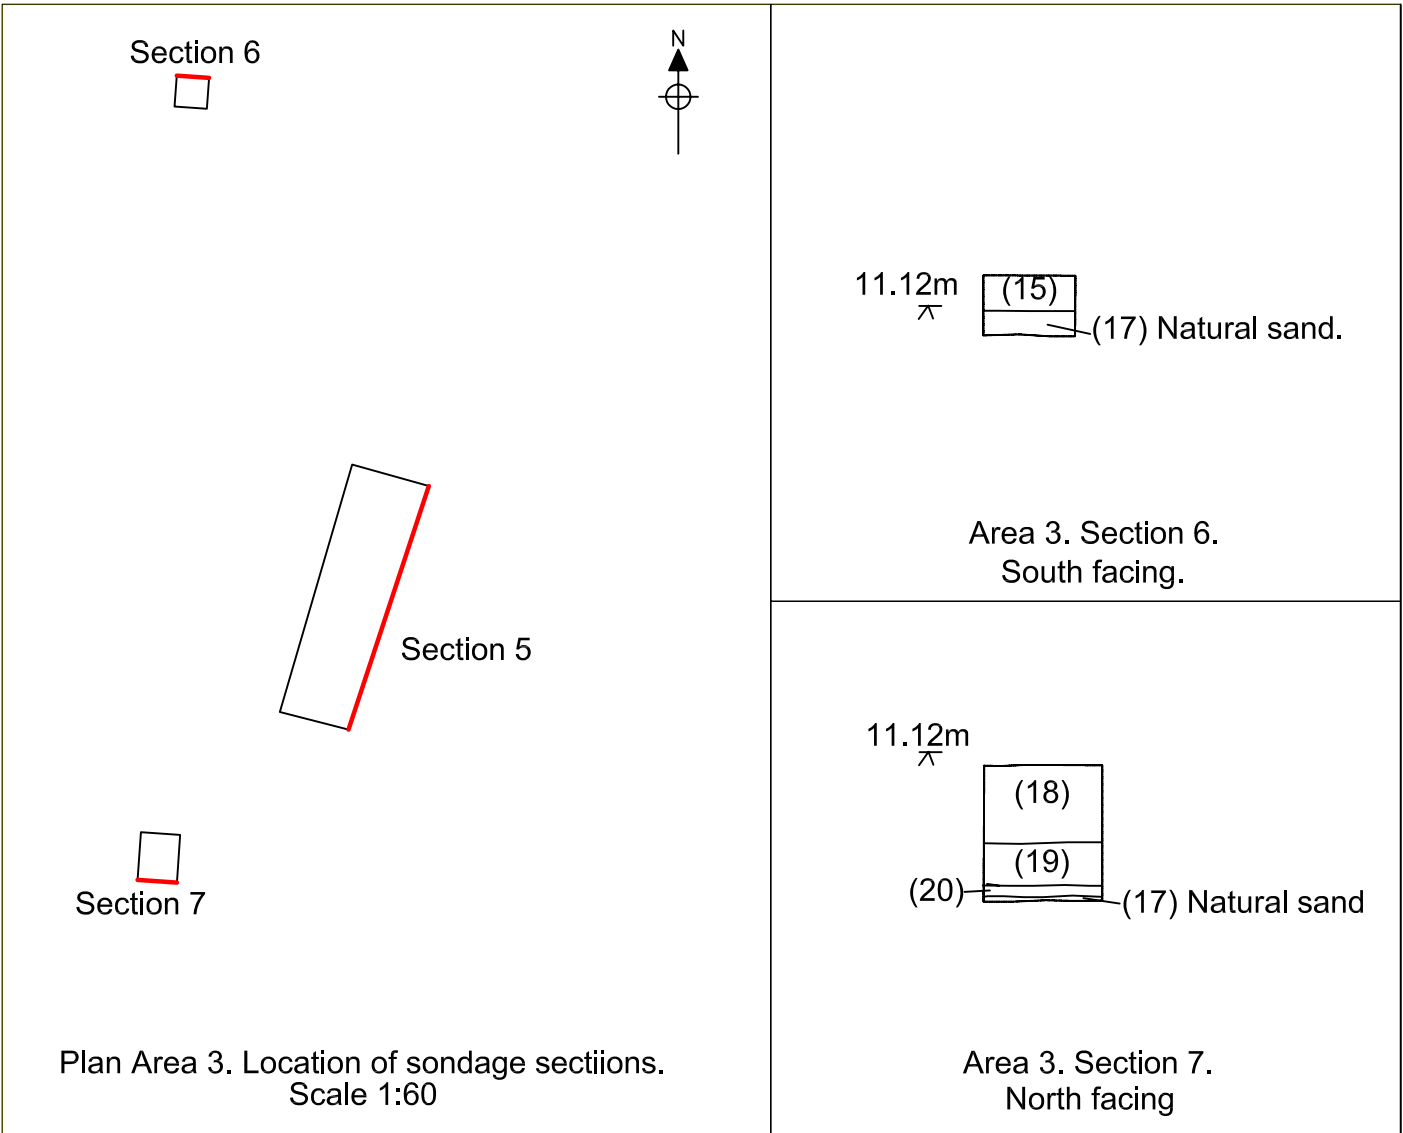 Section 6
N
Section 5
Section 7
Plan Area 3. Location of sondage sectiions.
Scale 1:60
11.12m
(15)
(17) Natural sand.
Area 3. Section 6.
South facing.
11.12m
(18)
(19)
(20)
(17) Natural sand
Area 3. Section 7.
North facing